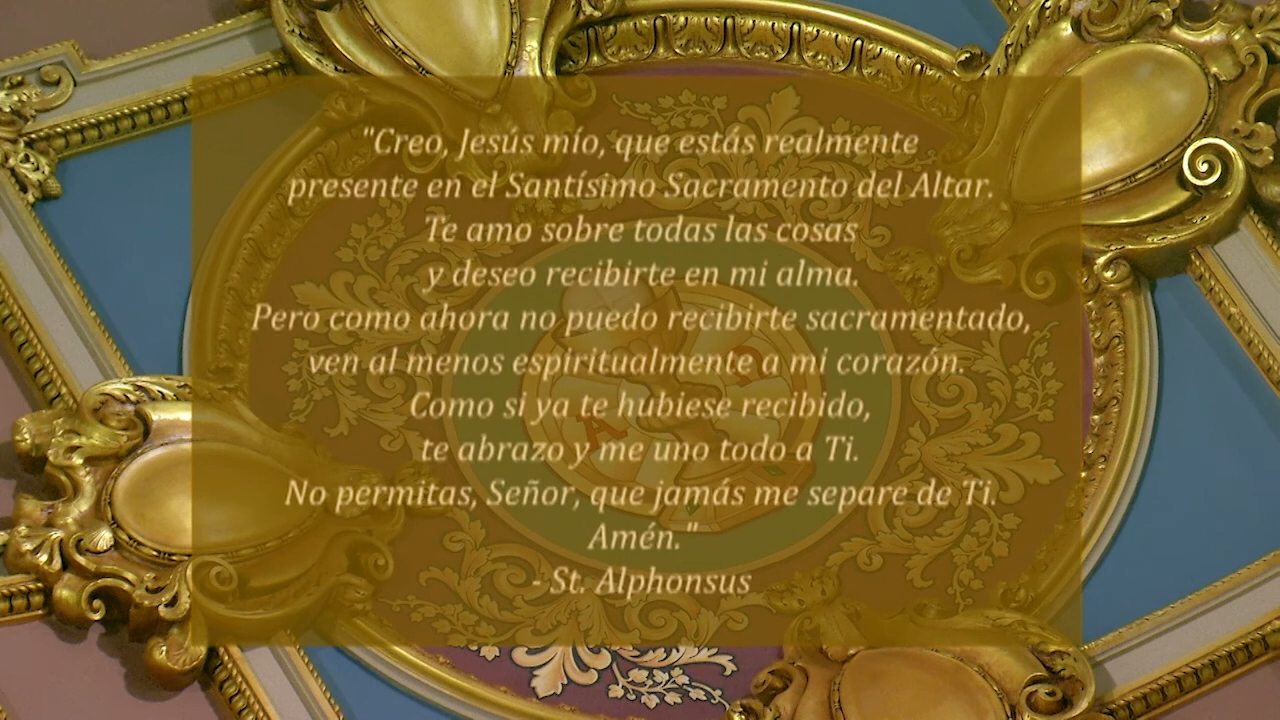 "Creo, Jesús mío, que estás realmente
presente en el Santísimo Sacramento del Altar.
Te amo sobre todas las cosas
y deseo recibirte en mi alma.
Pero como ahora no puedo recibirte sacramentado,
ven al menos espiritualmente a mi corazón.
Como si ya te hubiese recibido,
te abrazo y me uno todo a Ti.
No permitas, Señor, que jamás me separe de Ti.
Amén."
- St. Alphonsus